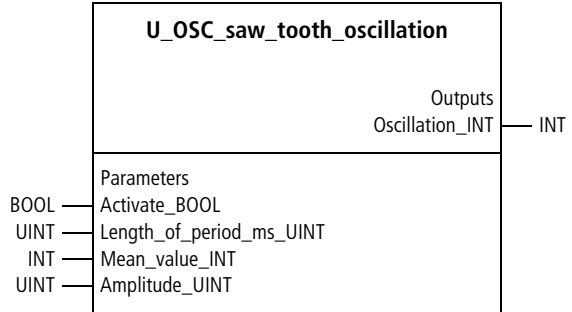 U_OSC_saw_tooth_oscillation
Outputs
Oscillation_INT INT
Parameters
BOOL Activate_BOOL
UINT Length_of_period_ms_UINT
INT Mean_value_INT
UINT Amplitude_UINT